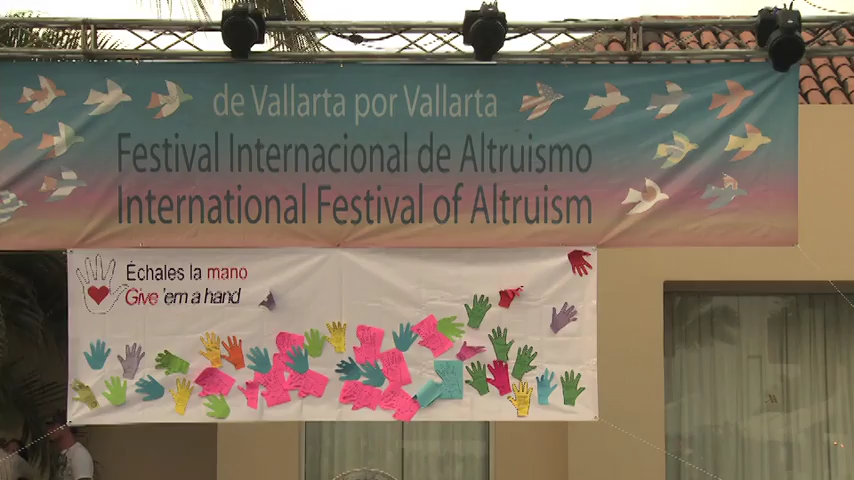 de Vallarta por Vallarta
Festival Internacional de Altruismo
International Festival of Altruism
Échales la mano
Give 'em a hand